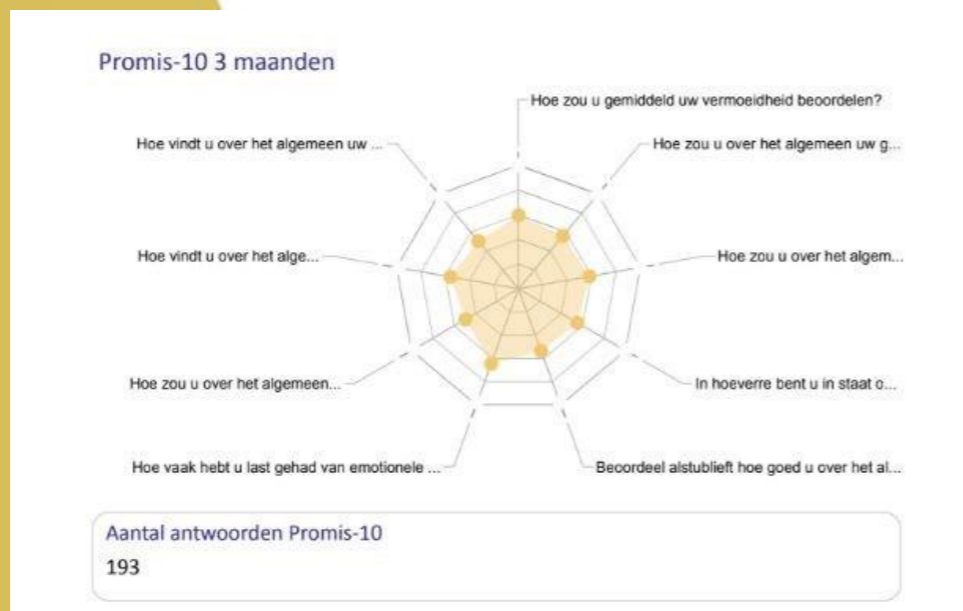 Promis-10 3 maanden
Hoe zou u gemiddeld uw vermoeidheid beoordelen?
Hoe vindt u over het algemeen uw ...
Hoe zou u over het algemeen uw g...
Hoe vindt u over het alge...
Hoe zou u over het algem...
Hoe zou u over het algemeen...
In hoeverre bent u in staat o...
Hoe vaak hebt u last gehad van emotionele ...
Beoordeel alstublieft hoe goed u over het al...
Aantal antwoorden Promis-10
193